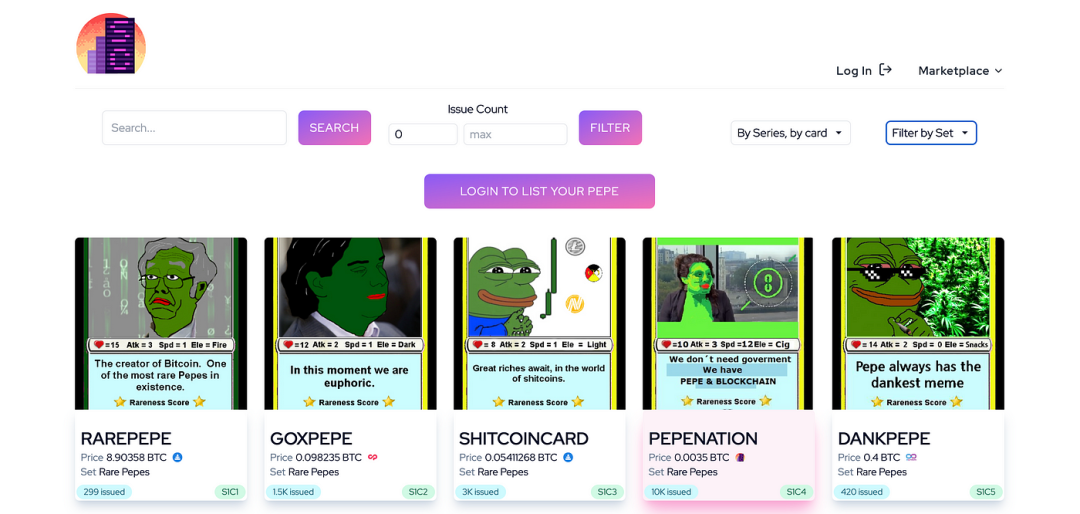 Log In
Marketplace
Issue Count
Search...
SEARCH
0
max
FILTER
By Series, by card
Filter by Set
LOGIN TO LIST YOUR PEPE
=15 Atk = 3 Spd = 1 Ele = Fire
The creator of Bitcoin. One
of the most rare Pepes in
existence.
Rareness Score
RAREPEPE
Price 8.90358 BTC
Set Rare Pepes
299 issued
S1C1
=12 Atk = 2 Spd = 1 Ele = Dark
In this moment we are
euphoric.
Rareness Score
GOXPEPE
Price 0.098235 BTC
Set Rare Pepes
1.5K issued
S1C2
= 8 Atk = 2 Spd = 1 Ele = Light
Great riches await, in the world
of shitcoins.
Rareness Score
SHITCOINCARD
Price 0.05411268 BTC
Set Rare Pepes
3K issued
S1C3
=10 Atk = 3 Spd =12Ele = Cig
We don´t need goverment
We have
PEPE & BLOCKCHAIN
Rareness Score
PEPENATION
Price 0.0035 BTC
Set Rare Pepes
10K issued
S1C4
= 14 Atk = 2 Spd = 0 Ele = Snacks
Pepe always has the
dankest meme
Rareness Score
DANKPEPE
Price 0.4 BTC
Set Rare Pepes
420 issued
S1C5